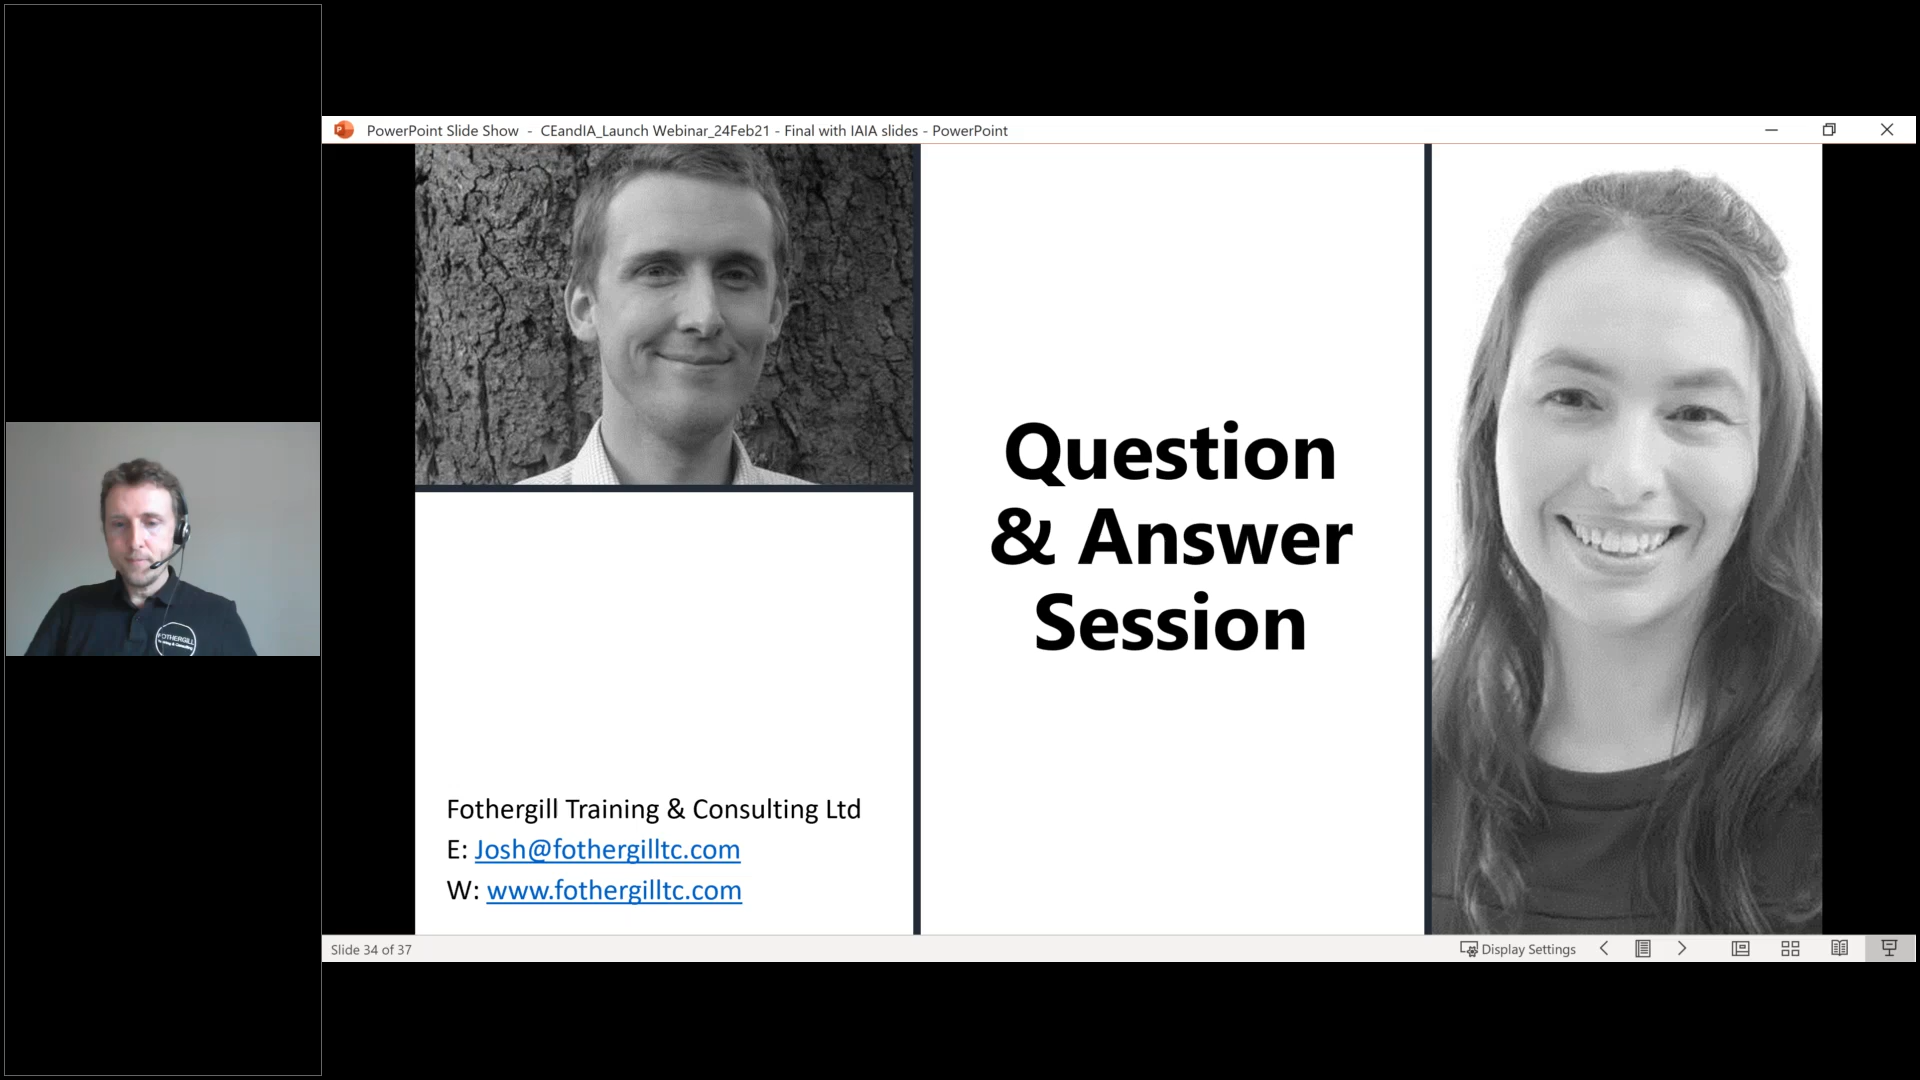 PowerPoint Slide Show - CEandIA_Launch Webinar_24Feb21 - Final with IAIA slides - PowerPoint
Question
& Answer
Session
Fothergill Training & Consulting Ltd
E: Josh@fothergilltc.com
W: www.fothergilltc.com
FOTHERGILL
Slide 34 of 37
Display Settings